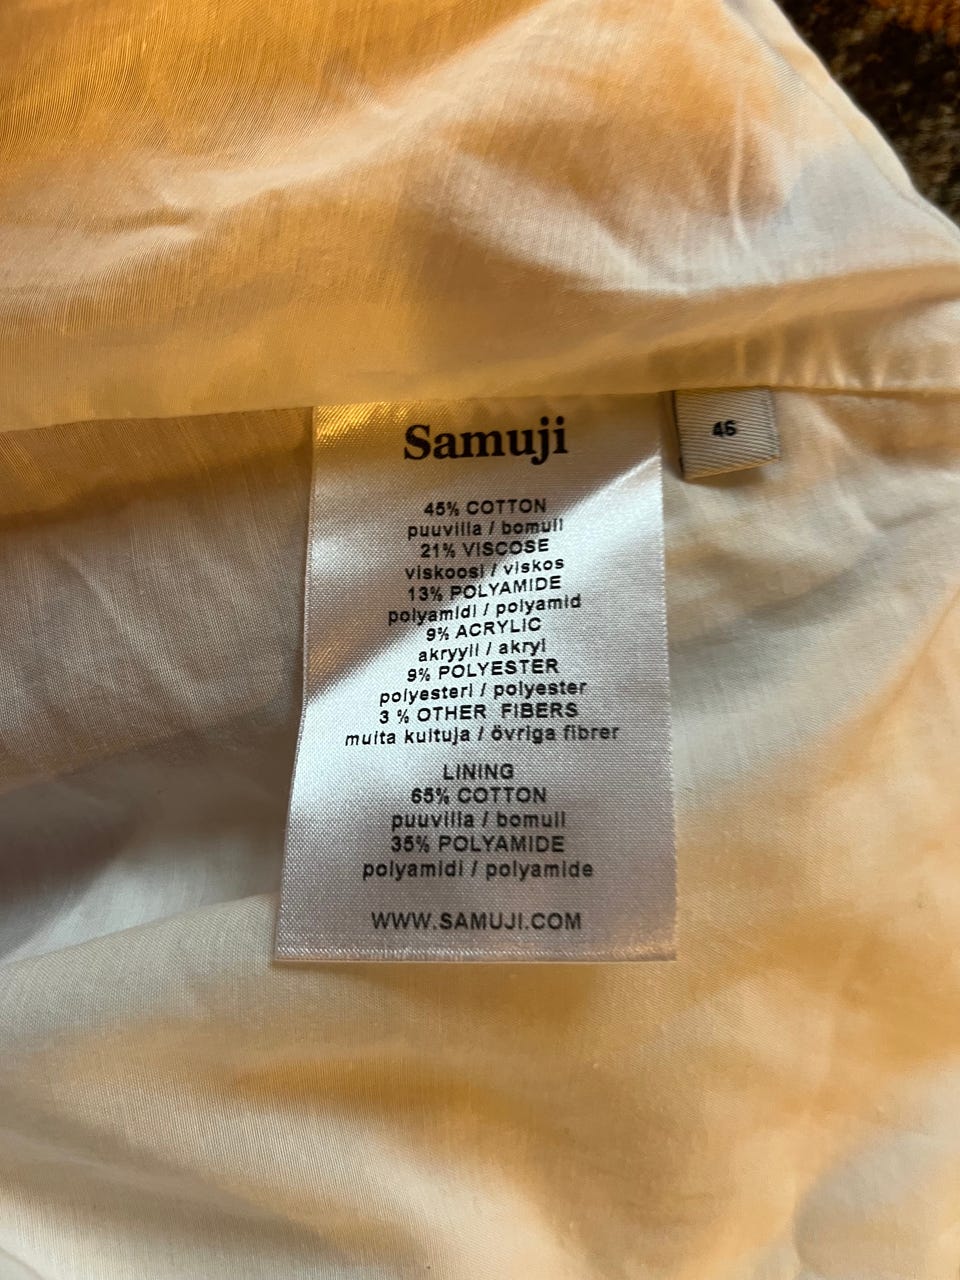 Samuji
46
45% COTTON
puuvilla / bomull
21% VISCOSE
viskoosi / viskos
13% POLYAMIDE
polyamidi / polyamid
9% ACRYLIC
akryyli / akryl
9% POLYESTER
polyesteri / polyester
3 % OTHER FIBERS
muita kuituja / övriga fibrer
LINING
65% COTTON
puuvilla / bomull
35% POLYAMIDE
polyamidi / polyamide
WWW.SAMUJI.COM